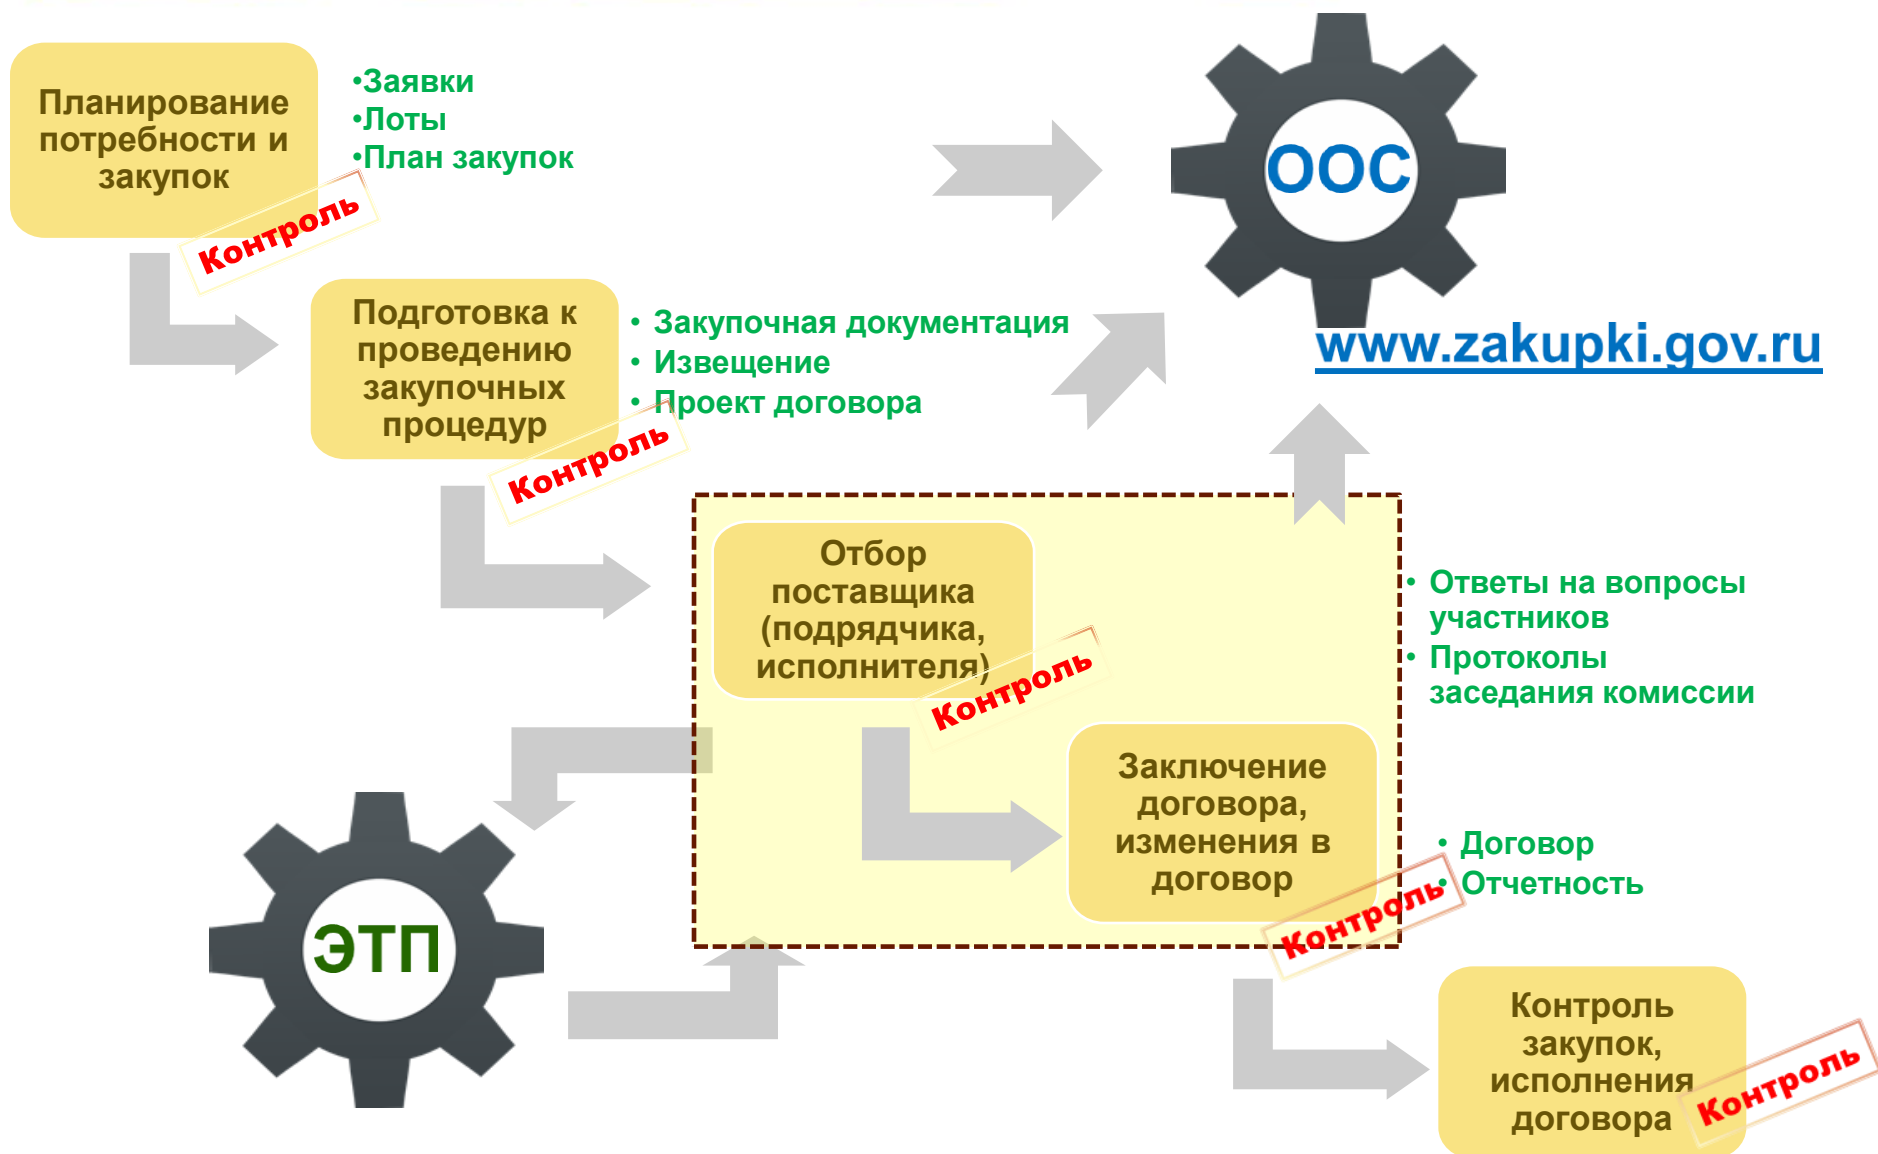 Планирование
потребности и
закупок
•Заявки
•Лоты
•План закупок
Контроль
ООС
www.zakupki.gov.ru
Подготовка к
проведению
закупочных
процедур
• Закупочная документация
• Извещение
• Проект договора
Контроль
Отбор
поставщика
(подрядчика,
исполнителя)
Контроль
• Ответы на вопросы
участников
• Протоколы
заседания комиссии
Заключение
договора,
изменения в
договор
• Договор
• Отчетность
Контроль
ЭТП
Контроль
закупок,
исполнения
договора
Контроль